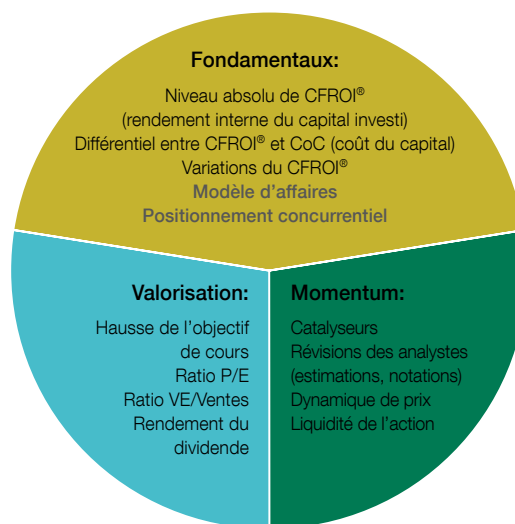 Fondamentaux:
Niveau absolu de CFROI®
(rendement interne du capital investi)
Différentiel entre CFROI® et CoC (coût du capital)
Variations du CFROI®
Modèle d'affaires
Positionnement concurrentiel
Valorisation:
Hausse de l'objectif
de cours
Ratio P/E
Ratio VE/Ventes
Rendement du
dividende
Momentum:
Catalyseurs
Révisions des analystes
(estimations, notations)
Dynamique de prix
Liquidité de l'action